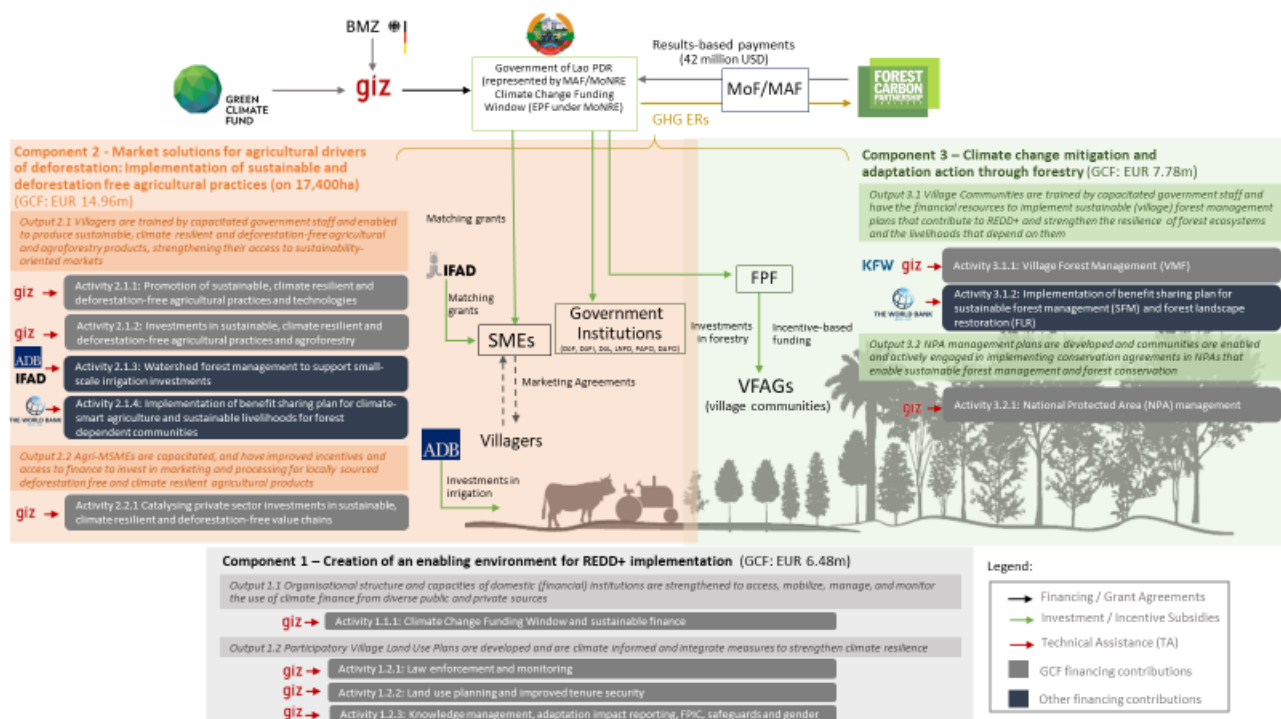 BMZ
giz
GREEN
CLIMATE
FUND
Government of Lao PDR
(represented by MAF/MoNRE
Climate Change Funding
Window (EPF under MoNRE)
Results-based payments
(42 million USD)
MoF/MAF
GHG ERs
FOREST
CARBON
PARTNERSHIP
Component 2 - Market solutions for agricultural drivers
of deforestation: Implementation of sustainable and
deforestation free agricultural practices (on 17,400ha)
(GCF: EUR 14.96m)
Output 2.1 Villagers are trained by capacitated government staff and enabled
to produce sustainable, climate resilient and deforestation-free agricultural
and agroforestry products, strengthening their access to sustainability-
oriented markets
giz
Activity 2.1.1: Promotion of sustainable, climate resilient and
deforestation-free agricultural practices and technologies
giz
Activity 2.1.2: Investments in sustainable, climate resilient and
deforestation-free agricultural practices and agroforestry
ADB
IFAD
Activity 2.1.3: Watershed forest management to support small-
scale irrigation investments
THE WORLD BANK
Activity 2.1.4: Implementation of benefit sharing plan for climate-
smart agriculture and sustainable livelihoods for forest
dependent communities
Output 2.2 Agri-MSMEs are capacitated, and have improved incentives and
access to finance to invest in marketing and processing for locally sourced
deforestation free and climate resilient agricultural products
giz
Activity 2.2.1 Catalysing private sector investments in sustainable,
climate resilient and deforestation-free value chains
Matching grants
IFAD
Matching
grants
SMEs
Government
Institutions
Marketing Agreements
Villagers
ADB
Investments in
irrigation
FPF
Investments
in forestry
Incentive-based
funding
VFAGs
(village communities)
Component 3 – Climate change mitigation and
adaptation action through forestry (GCF: EUR 7.78m)
Output 3.1 Village Communities are trained by capacitated government staff and
have the financial resources to implement sustainable (village) forest management
plans that contribute to REDD+ and strengthen the resilience of forest ecosystems
and the livelihoods that depend on them
KFW giz
Activity 3.1.1: Village Forest Management (VMF)
THE WORLD BANK
Activity 3.1.2: Implementation of benefit sharing plan for
sustainable forest management (SFM) and forest landscape
restoration (FLR)
Output 3.2 NPA management plans are developed and communities are enabled
and actively engaged in implementing conservation agreements in NPAs that
enable sustainable forest management and forest conservation
giz
Activity 3.2.1: National Protected Area (NPA) management
Component 1 – Creation of an enabling environment for REDD+ implementation (GCF: EUR 6.48m)
Output 1.1 Organisational structure and capacities of domestic (financial) institutions are strengthened to access, mobilize, manage, and monitor
the use of climate finance from diverse public and private sources
giz
Activity 1.1.1: Climate Change Funding Window and sustainable finance
Output 1.2 Participatory Village Land Use Plans are developed and are climate informed and integrate measures to strengthen climate resilience
giz
Activity 1.2.1: Law enforcement and monitoring
giz
Activity 1.2.2: Land use planning and improved tenure security
giz
Activity 1.2.3: Knowledge management, adaptation impact reporting, FPIC, safeguards and gender
Legend:
Financing / Grant Agreements
Investment / Incentive Subsidies
Technical Assistance (TA)
GCF financing contributions
Other financing contributions